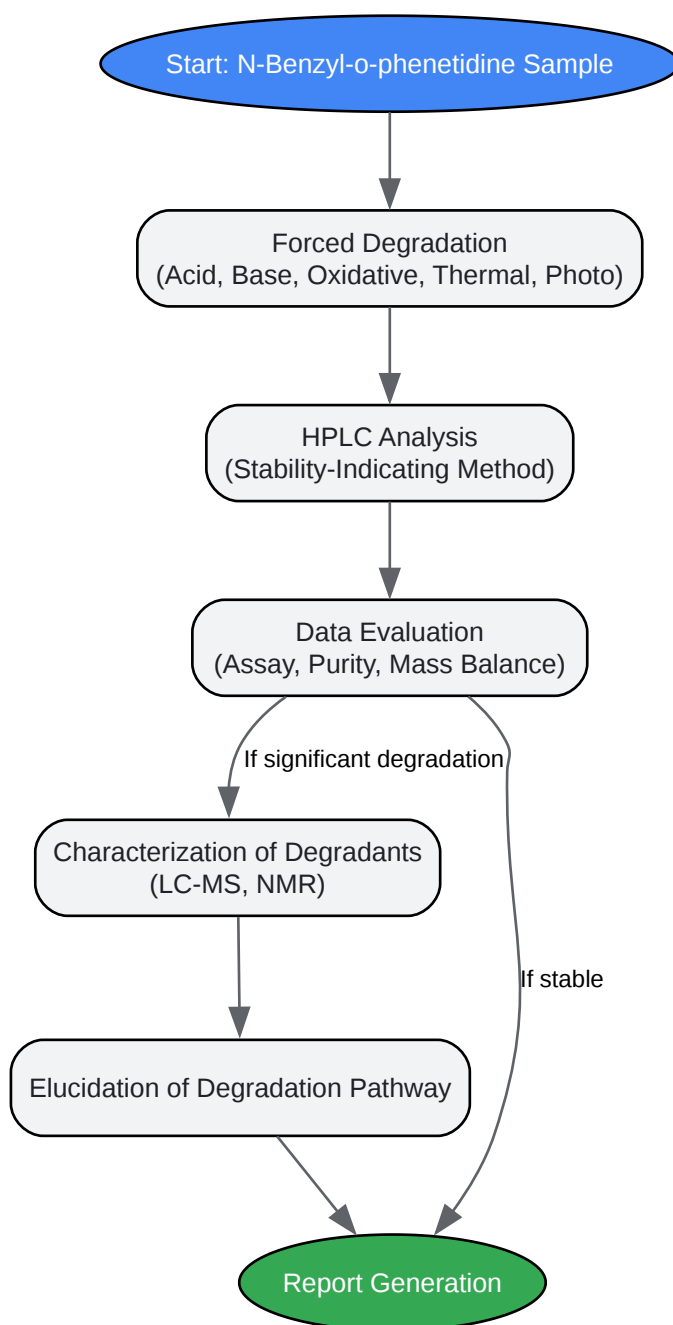 Start: N-Benzyl-o-phenetidine Sample
Forced Degradation
(Acid, Base, Oxidative, Thermal, Photo)
HPLC Analysis
(Stability-Indicating Method)
Data Evaluation
(Assay, Purity, Mass Balance)
If significant degradation
Characterization of Degradants
(LC-MS, NMR)
If stable
Elucidation of Degradation Pathway
Report Generation